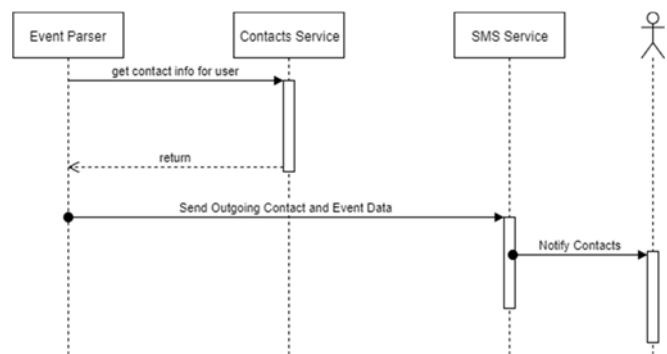 Event Parser
Contacts Service
SMS Service
get contact info for user
return
Send Outgoing Contact and Event Data
Notify Contacts